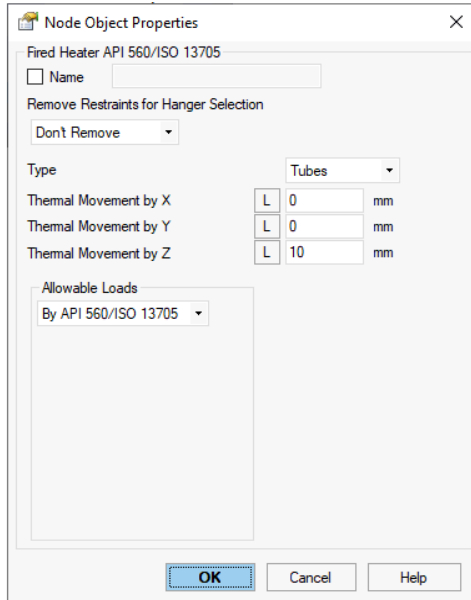 Node Object Properties
Fired Heater API 560/ISO 13705
Name
Remove Restraints for Hanger Selection
Don't Remove
Type Tubes
Thermal Movement by X L 0 mm
Thermal Movement by Y L 0 mm
Thermal Movement by Z L 10 mm
Allowable Loads
By API 560/ISO 13705
OK Cancel Help